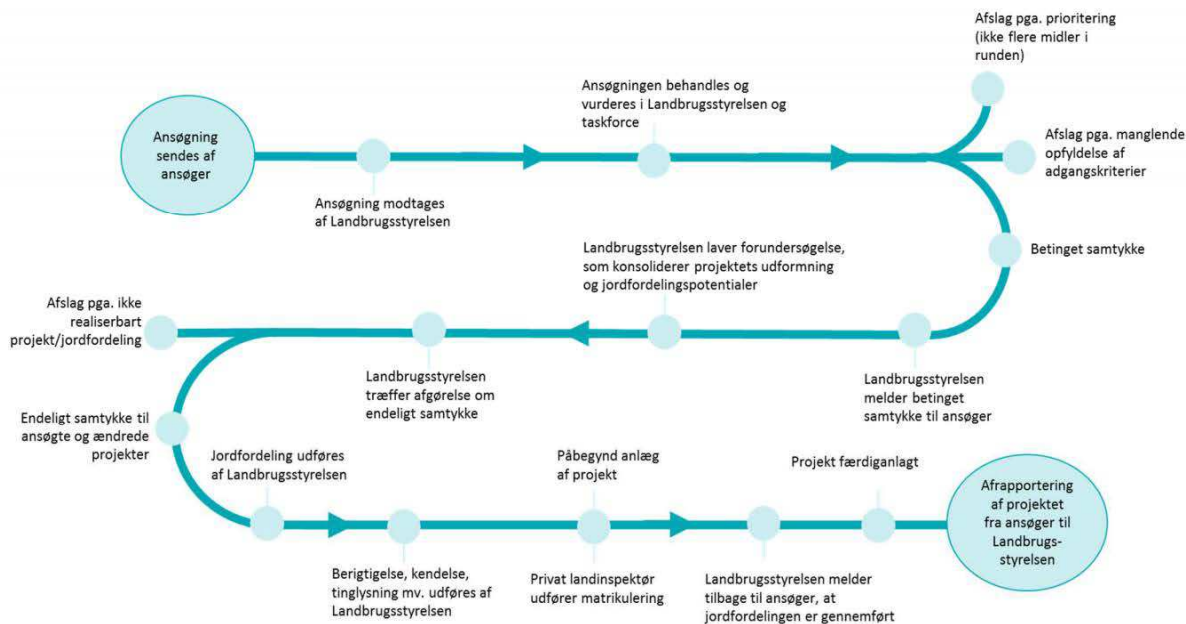 Afslag pga. prioritering
(ikke flere midler i
runden)
Ansøgning
sendes af
ansøger
Ansøgning modtages
af Landbrugsstyrelsen
Ansøgningen behandles og
vurderes i Landbrugsstyrelsen og
taskforce
Afslag pga. manglende
opfyldelse af
adgangskriterier
Betinget samtykke
Landbrugsstyrelsen
melder betinget
samtykke til ansøger
Landbrugsstyrelsen laver forundersøgelse,
som konsoliderer projektets udformning
og jordfordelingspotentialer
Landbrugsstyrelsen
træffer afgørelse om
endeligt samtykke
Afslag pga. ikke
realiserbart
projekt/jordfordeling
Endeligt samtykke til
ansøgte og ændrede
projekter
Jordfordeling udføres
af Landbrugsstyrelsen
Berigtigelse, kendelse,
tinglysning mv. udføres af
Landbrugsstyrelsen
Påbegynd anlæg
af projekt
Privat landinspektør
udfører matrikulering
Landbrugsstyrelsen melder
tilbage til ansøger, at
jordfordelingen er gennemført
Projekt færdiganlagt
Afrapportering
af projektet
fra ansøger til
Landbrugs-
styrelsen